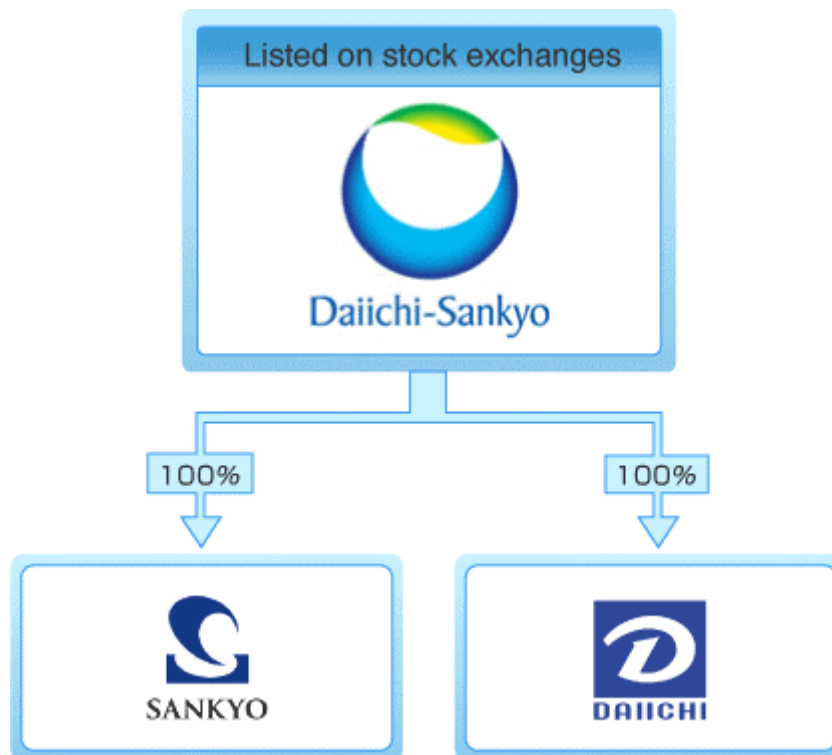 Listed on stock exchanges
Daiichi-Sankyo
100%
100%
SANKYO
DAIICHI